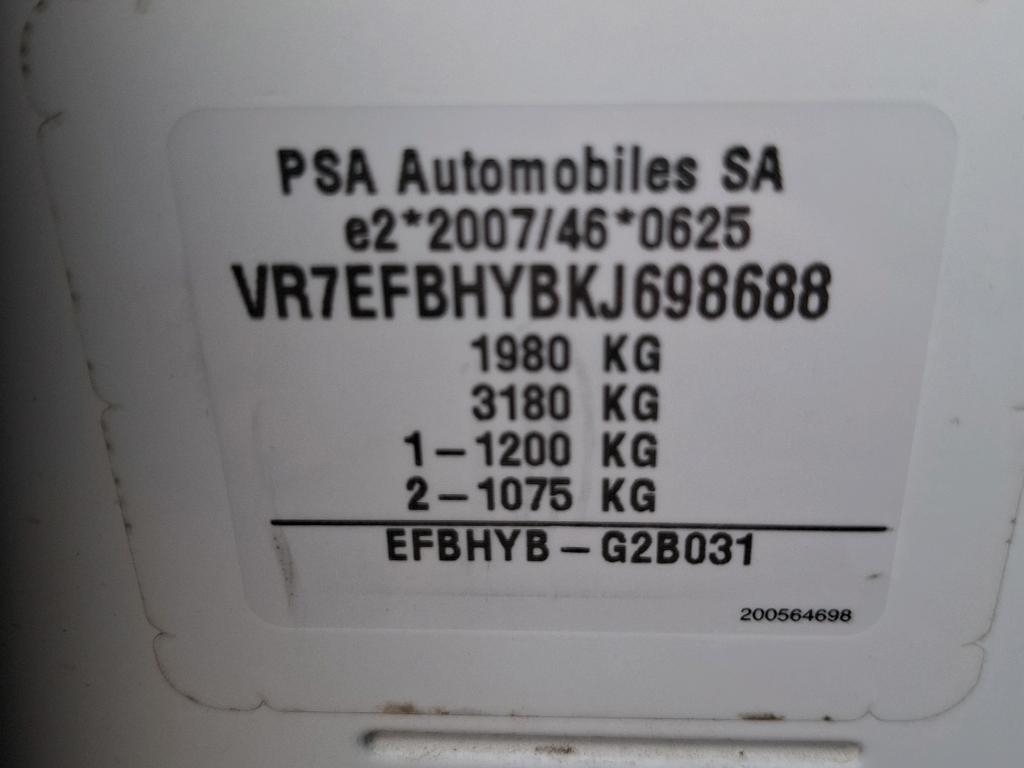 PSA Automobiles SA
e2*2007/46*0625
VR7EFBHYBKJ698688
1980 KG
3180 KG
1-1200 KG
2-1075 KG
EFBHYB-G2B031
200564698